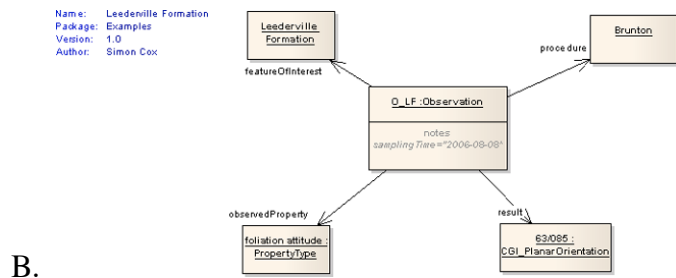 Name: Leederville Formation
Package: Examples
Version: 1.0
Author: Simon Cox
Leederville
Formation
Brunton
procedure
featureOfInterest
O_LF :Observation
notes
samplingTime="2006-08-08"
observedProperty
result
foliation attitude :
PropertyType
63/085 :
CGI_PlanarOrientation
B.